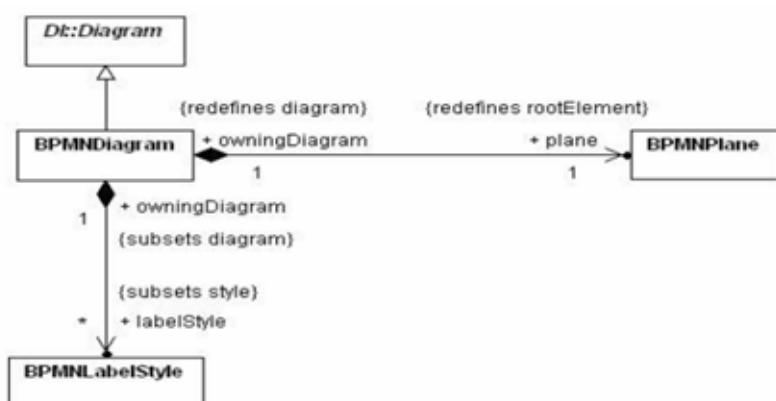 DI::Diagram
{redefines diagram}
{redefines rootElement}
BPMNDiagram
+ owningDiagram
+ plane
BPMNPlane
1
1
1
+ owningDiagram
{subsets diagram}
{subsets style}
*
+ labelStyle
BPMNLabelStyle